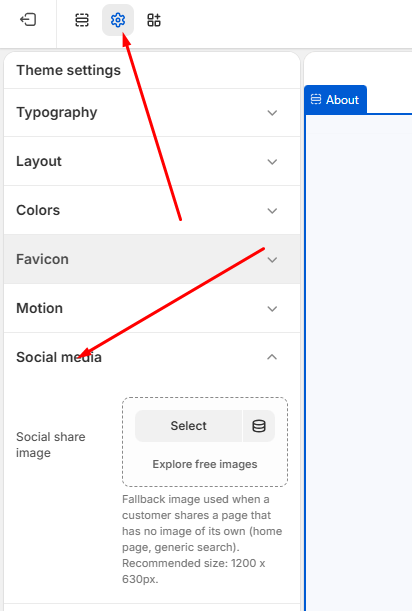 Theme settings
About
Typography
Layout
Colors
Favicon
Motion
Social media
Social share
image
Select
Explore free images
Fallback image used when a
customer shares a page that
has no image of its own (home
page, generic search).
Recommended size: 1200 x
630px.